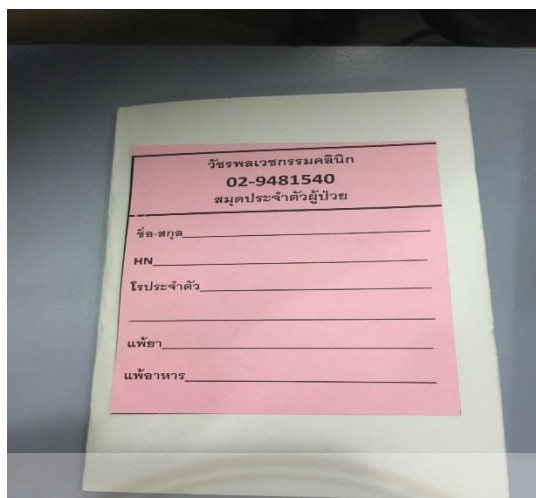 วัชรพลเวชกรรมคลินิก
02-9481540
สมุดประจำตัวผู้ป่วย
ชื่อ-สกุล
HN
โรประจำตัว
แพ้ยา
แพ้อาหาร